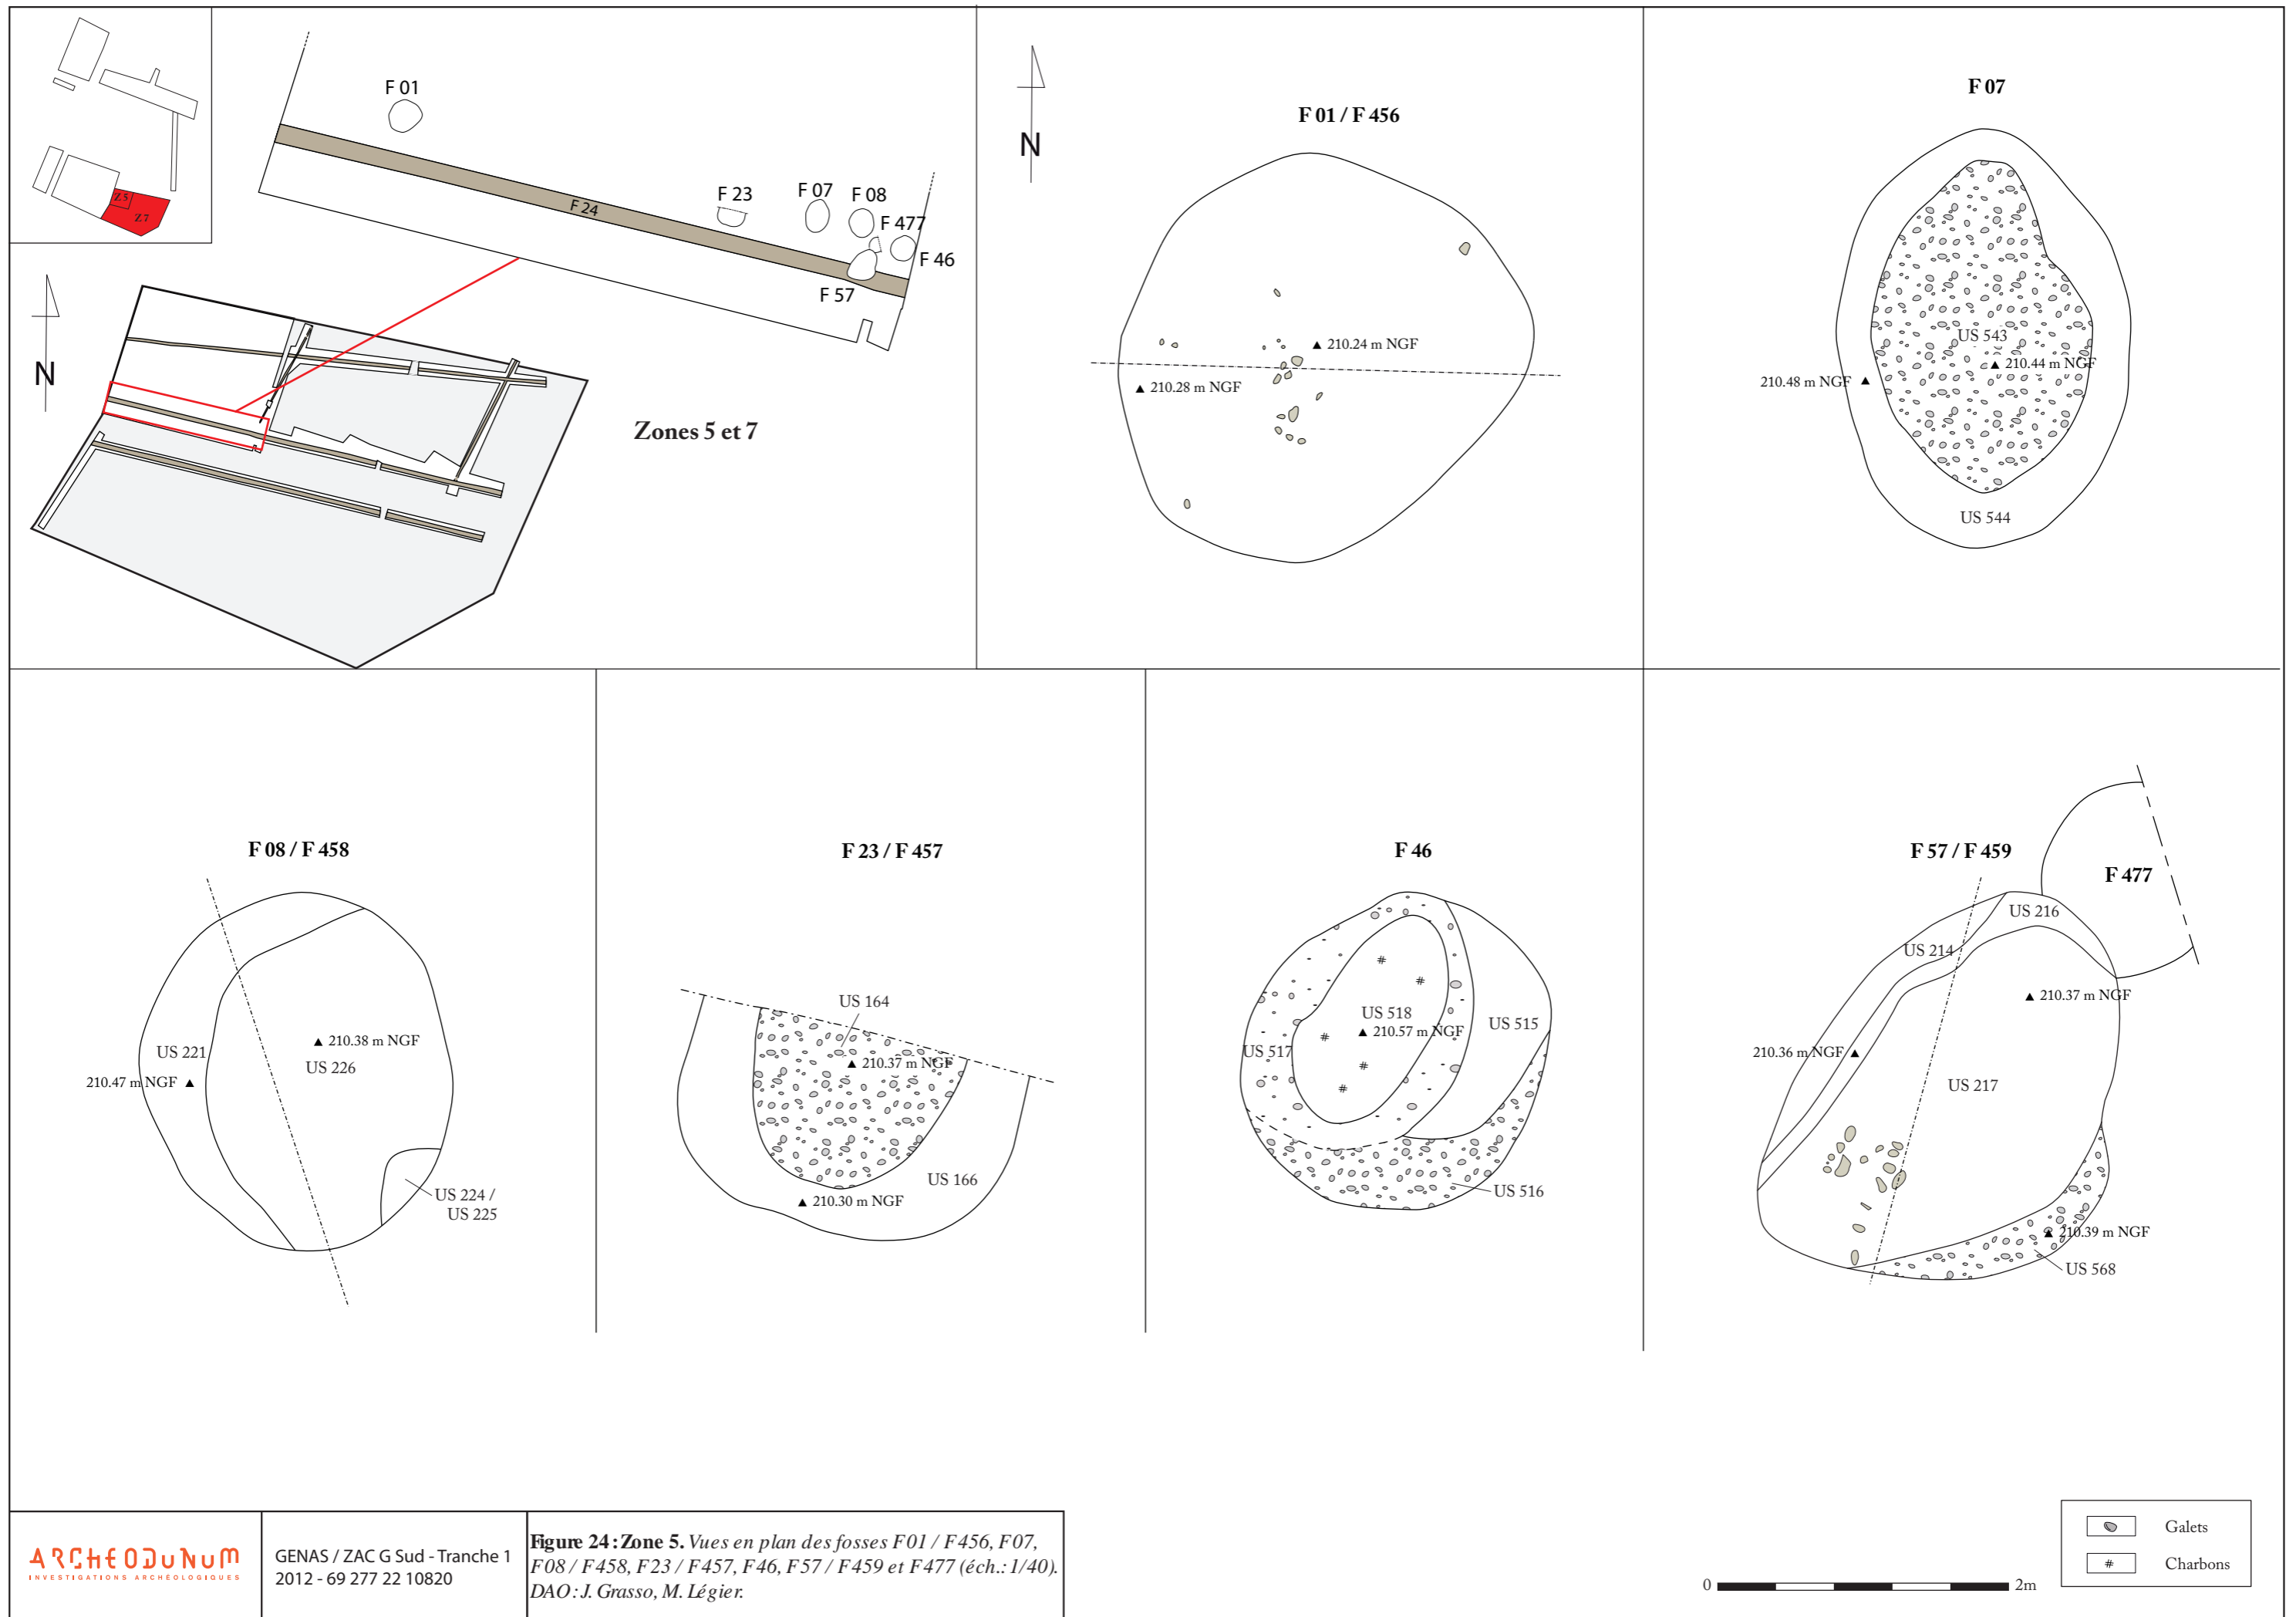 Z 5
Z 7
F 01
F 24
F 23
F 07
F 08
F 477
F 46
F 57
N
Zones 5 et 7
N
F 01 / F 456
210.24 m NGF
210.28 m NGF
F 07
US 543
210.44 m NGF
210.48 m NGF
US 544
F 08 / F 458
210.38 m NGF
US 221
US 226
210.47 m NGF
US 224 /
US 225
F 23 / F 457
US 164
210.37 m NGF
US 166
210.30 m NGF
F 46
US 518
210.57 m NGF
US 515
US 517
US 516
F 57 / F 459
F 477
US 216
US 214
210.37 m NGF
210.36 m NGF
US 217
210.39 m NGF
US 568
ARCHEODUNUM
INVESTIGATIONS ARCHÉOLOGIQUES
GENAS / ZAC G Sud - Tranche 1
2012 - 69 277 22 10820
Figure 24 : Zone 5. Vues en plan des fosses F01 / F456, F07,
F08 / F458, F23 / F457, F46, F57 / F459 et F477 (éch.: 1/40).
DAO : J. Grasso, M. Légier.
0 2m
Galets
Charbons